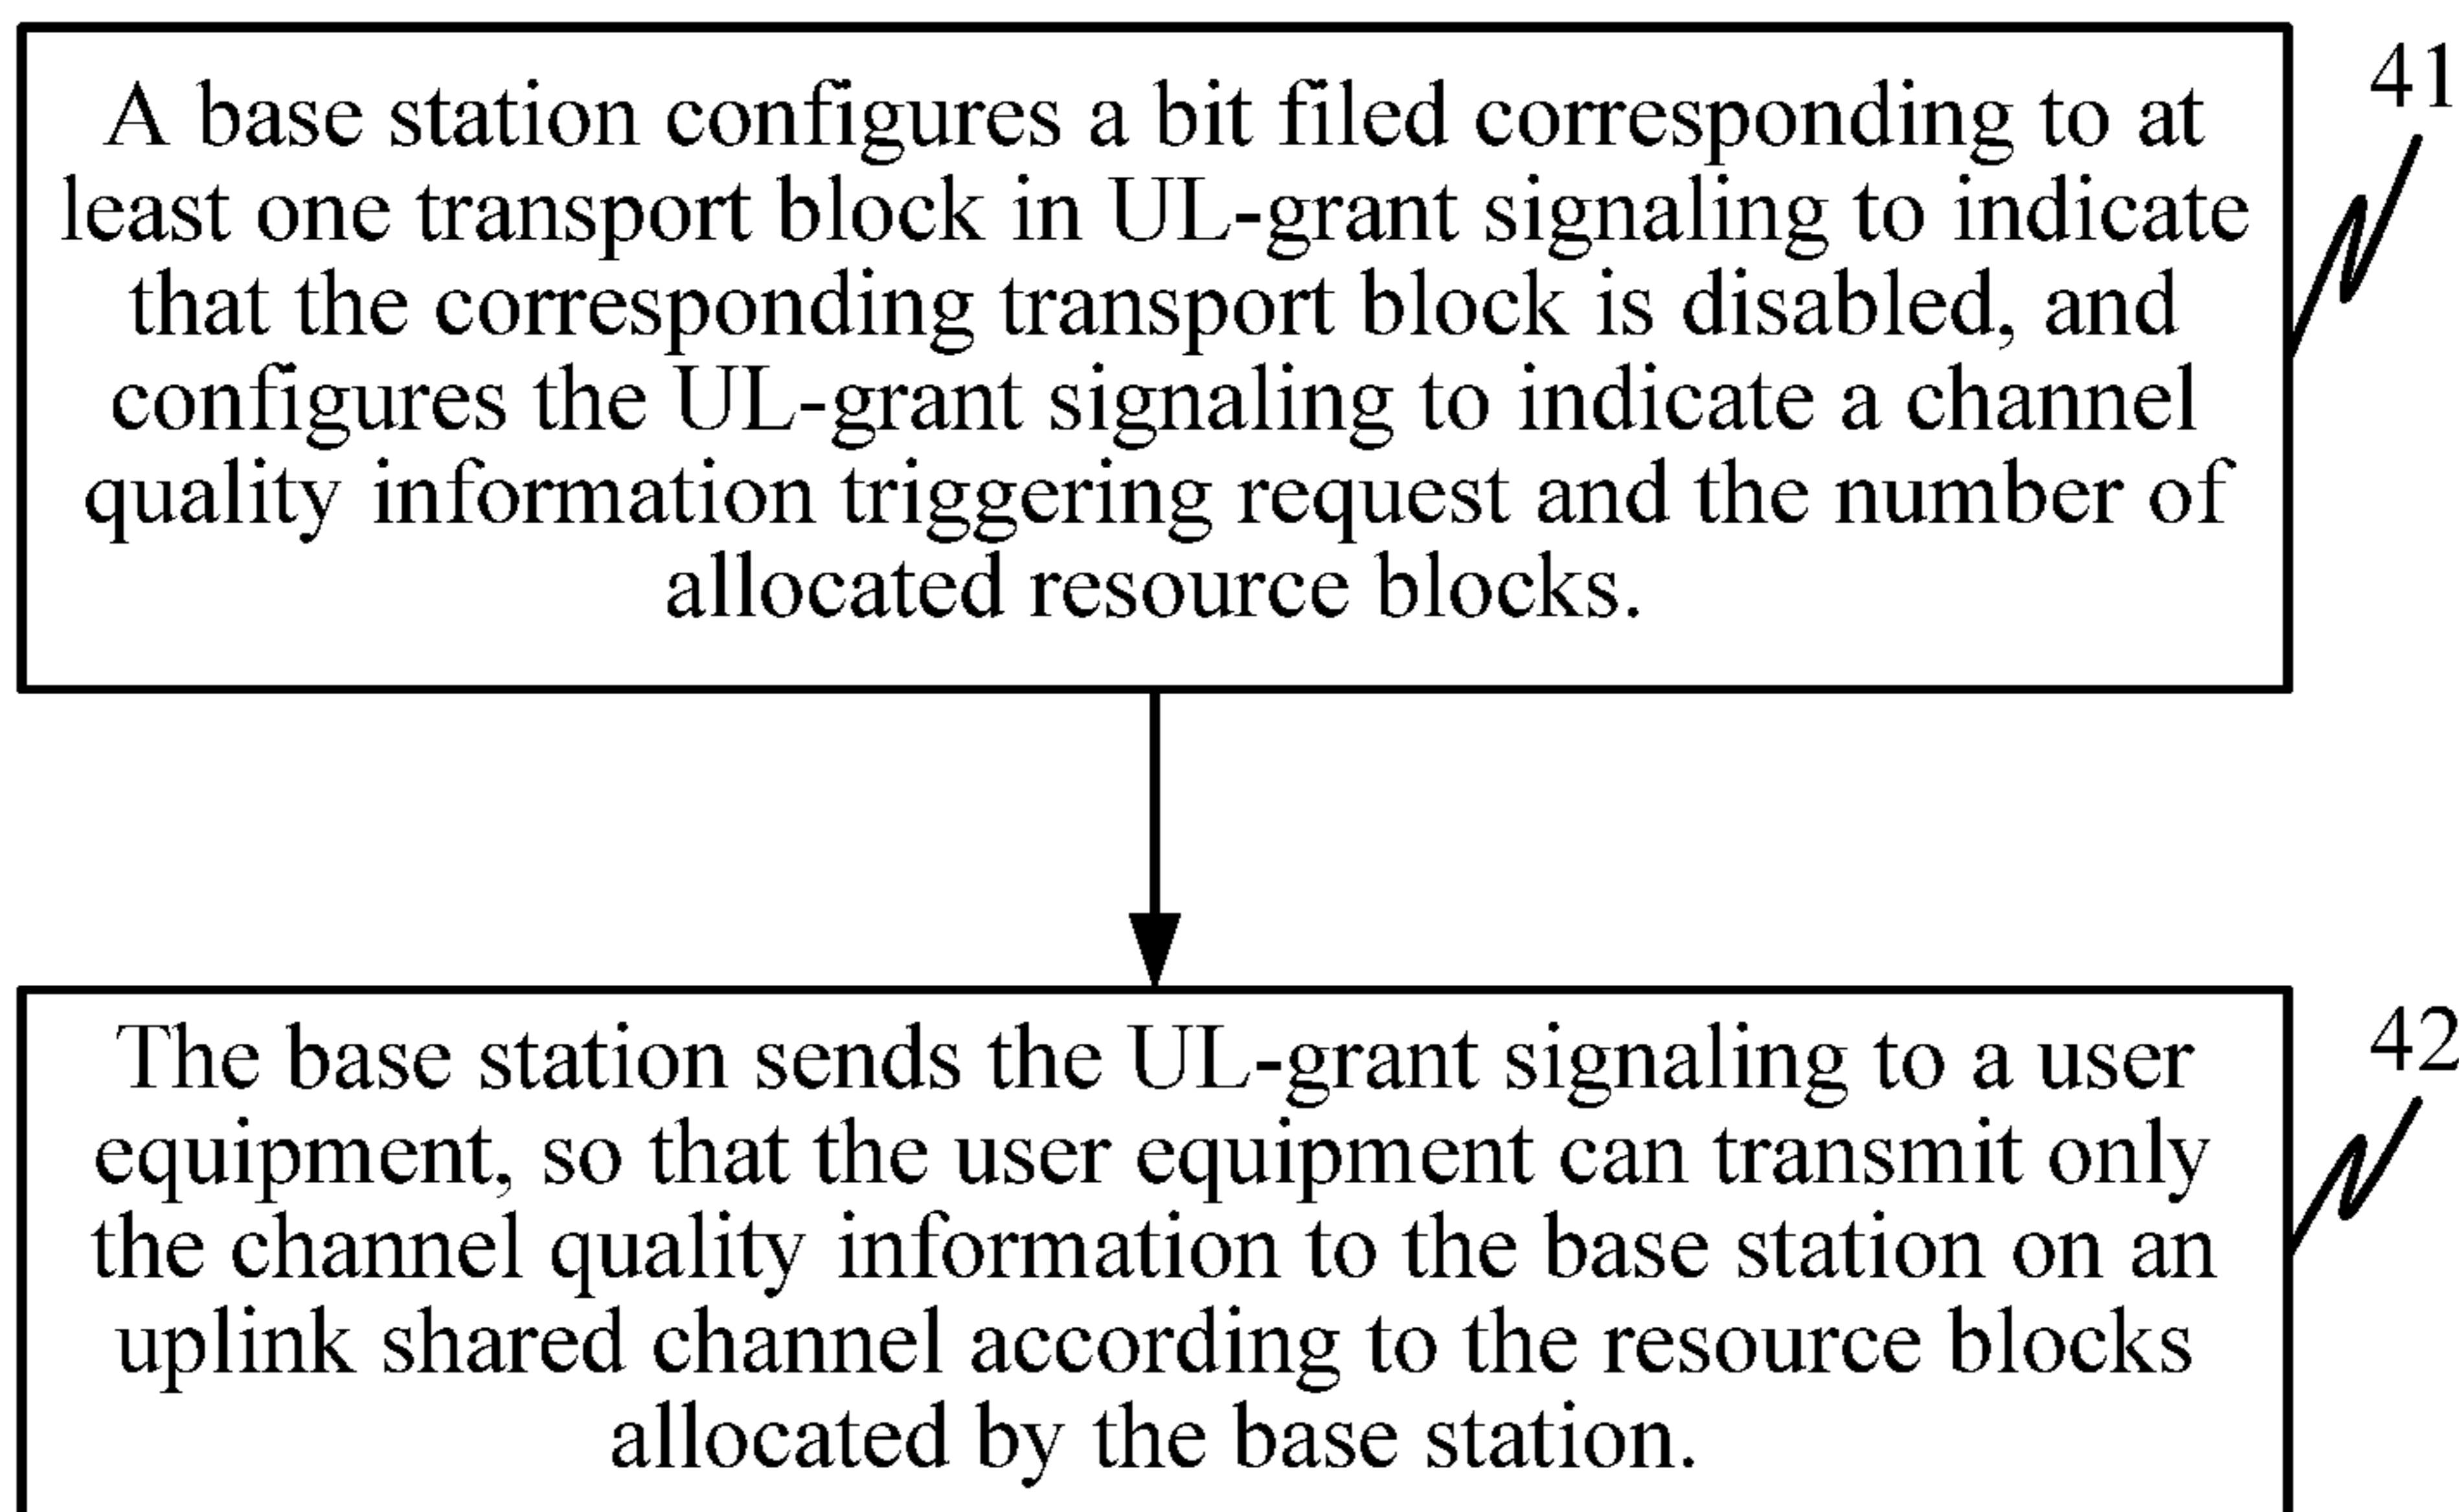 A base station configures a bit filed corresponding to at
least one transport block in UL-grant signaling to indicate
that the corresponding transport block is disabled, and
configures the UL-grant signaling to indicate a channel
quality information triggering request and the number of
allocated resource blocks.
41
The base station sends the UL-grant signaling to a user
equipment, so that the user equipment can transmit only
the channel quality information to the base station on an
uplink shared channel according to the resource blocks
allocated by the base station.
42